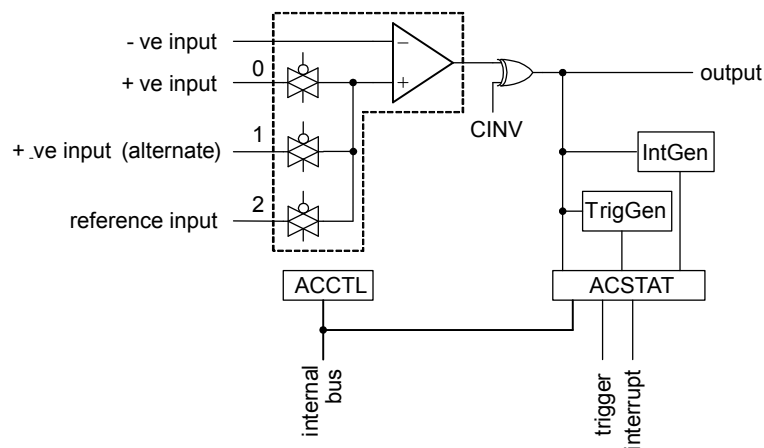 - ve input
−
+ ve input
0
+
output
CINV
+ -ve input (alternate)
1
IntGen
reference input
2
TrigGen
ACCTL
ACSTAT
internal
bus
trigger
interrupt